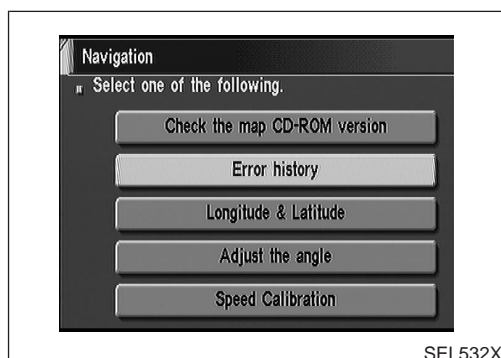 Navigation
Select one of the following.
Check the map CD-ROM version
Error history
Longitude & Latitude
Adjust the angle
Speed Calibration
SEL532X